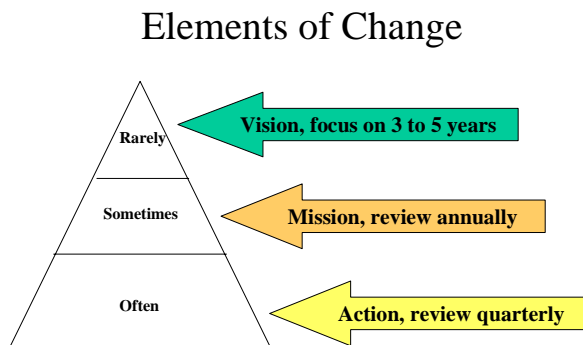 Elements of Change
Rarely
Vision, focus on 3 to 5 years
Sometimes
Mission, review annually
Often
Action, review quarterly